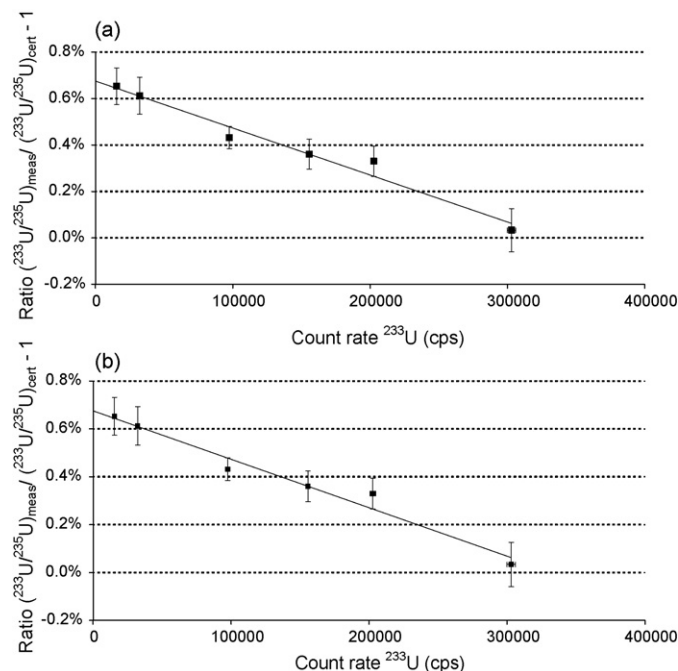 (a)
Ratio (²³³U/²³⁵U)meas/ (²³³U/²³⁵U)cert - 1
0.8%
0.6%
0.4%
0.2%
0.0%
-0.2%
0 100000 200000 300000 400000
Count rate ²³³U (cps)
(b)
Ratio (²³³U/²³⁵U)meas/ (²³³U/²³⁵U)cert - 1
0.8%
0.6%
0.4%
0.2%
0.0%
-0.2%
0 100000 200000 300000 400000
Count rate ²³³U (cps)